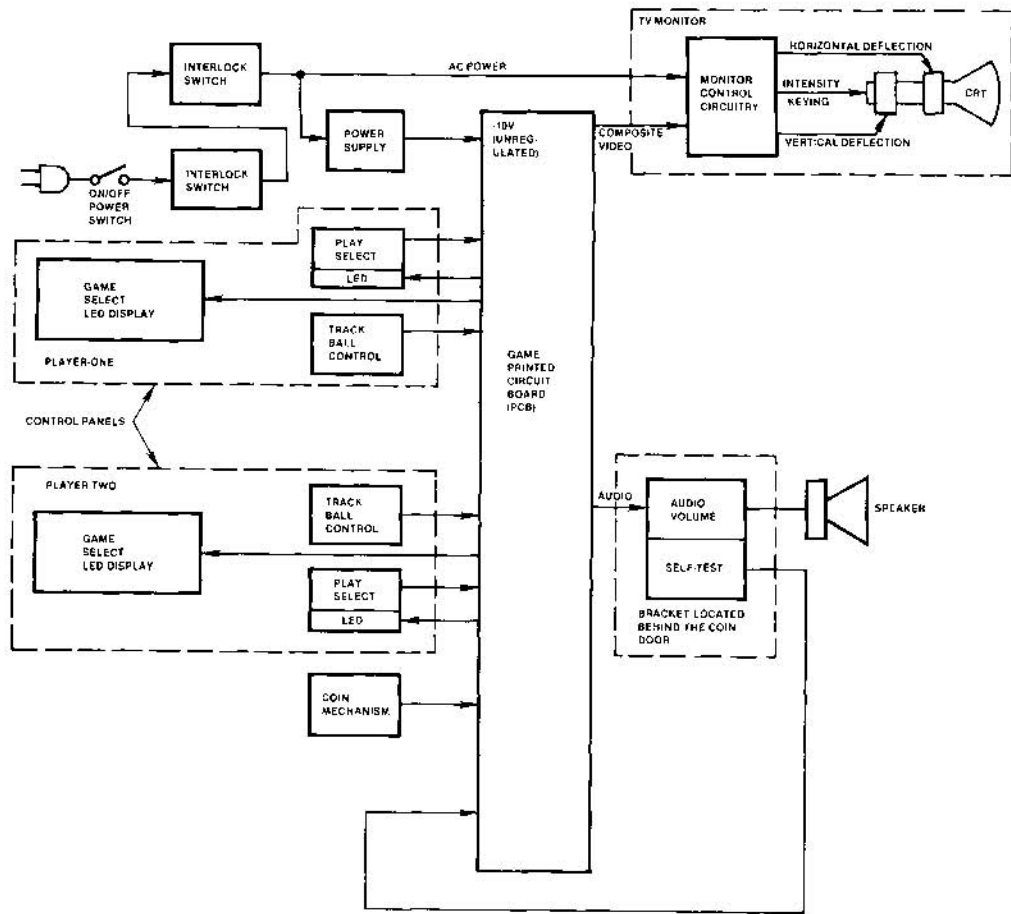 TV MONITOR
INTERLOCK
SWITCH
AC POWER
MONITOR
CONTROL
CIRCUITRY
HORIZONTAL DEFLECTION
INTENSITY
KEYING
CRT
VERTICAL DEFLECTION
POWER
SUPPLY
-10V
(UNREG-
ULATED)
COMPOSITE
VIDEO
INTERLOCK
SWITCH
ON/OFF
POWER
SWITCH
PLAY
SELECT
LED
GAME
SELECT
LED DISPLAY
TRACK
BALL
CONTROL
PLAYER-ONE
GAME
PRINTED
CIRCUIT
BOARD
(PCB)
CONTROL PANELS
PLAYER TWO
TRACK
BALL
CONTROL
GAME
SELECT
LED DISPLAY
PLAY
SELECT
LED
AUDIO
AUDIO
VOLUME
SPEAKER
SELF-TEST
BRACKET LOCATED
BEHIND THE COIN
DOOR
COIN
MECHANISM